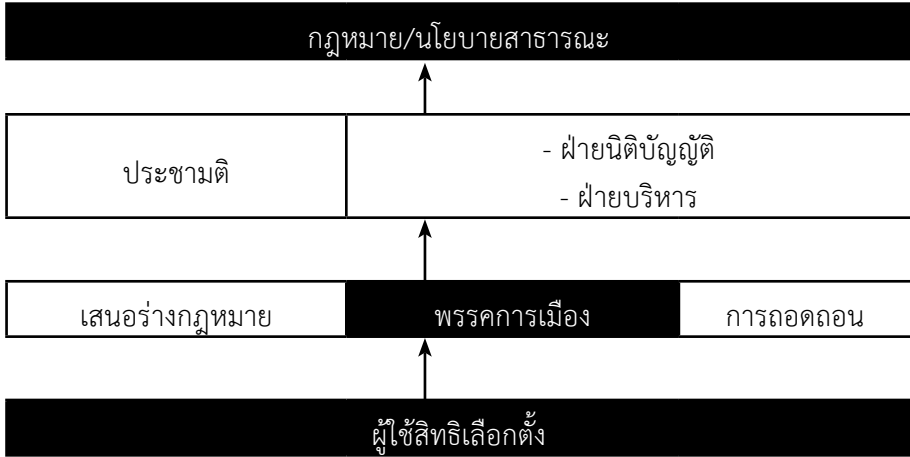 กฎหมาย/นโยบายสาธารณะ
ประชามติ
- ฝ่ายนิติบัญญัติ
- ฝ่ายบริหาร
เสนอร่างกฎหมาย พรรคการเมือง การถอดถอน
ผู้ใช้สิทธิเลือกตั้ง